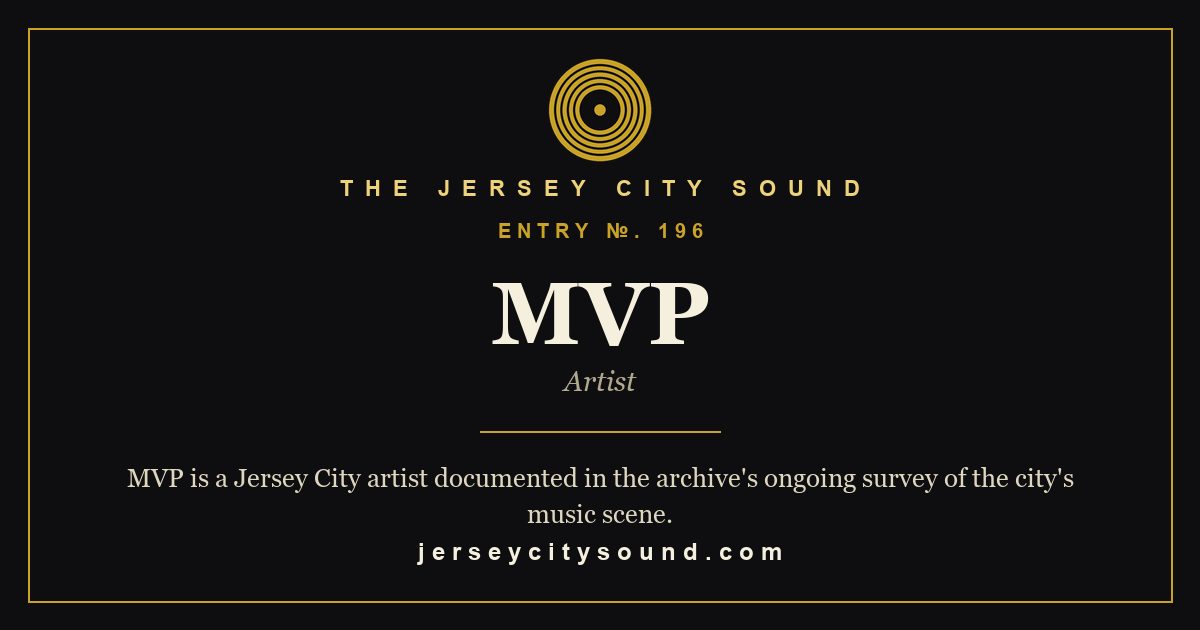 THE JERSEY CITY SOUND
ENTRY №. 196
MVP
Artist
MVP is a Jersey City artist documented in the archive's ongoing survey of the city's
music scene.
jerseycitysound.com